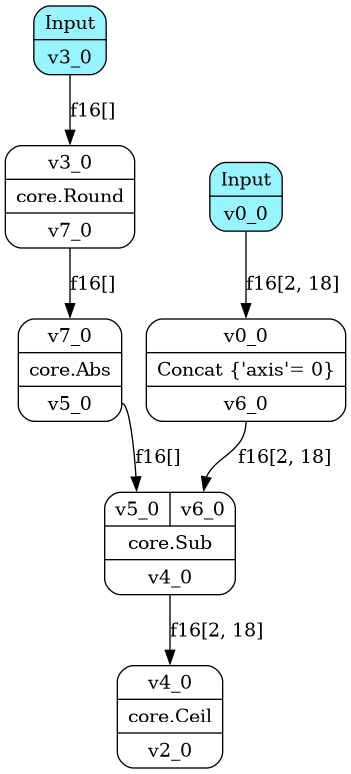 Input
v3_0
f16[]
v3_0
core.Round
v7_0
Input
v0_0
f16[]
f16[2, 18]
v7_0
core.Abs
v5_0
v0_0
Concat {'axis'= 0}
v6_0
f16[]
f16[2, 18]
v5_0
v6_0
core.Sub
v4_0
f16[2, 18]
v4_0
core.Ceil
v2_0